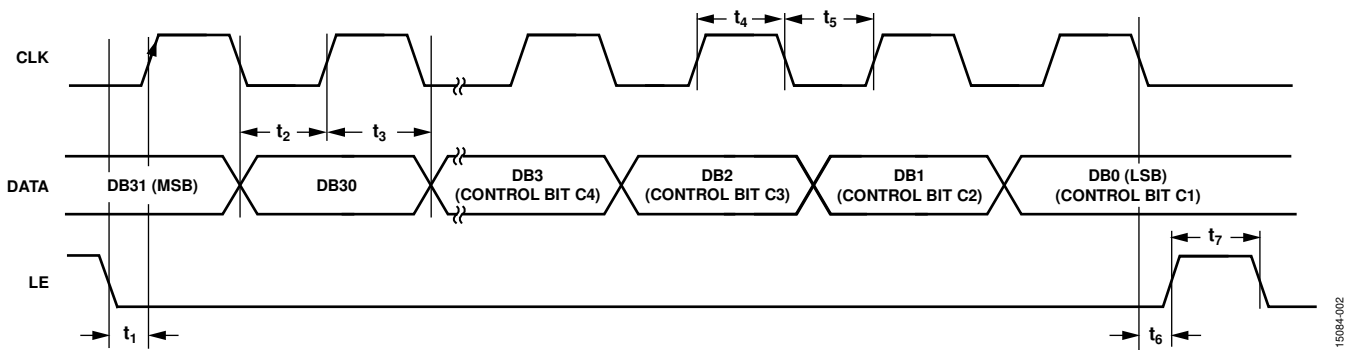 t4
t5
CLK
t2
t3
DATA
DB31 (MSB)
DB30
DB3
(CONTROL BIT C4)
DB2
(CONTROL BIT C3)
DB1
(CONTROL BIT C2)
DB0 (LSB)
(CONTROL BIT C1)
t7
LE
t1
t6
15084-002